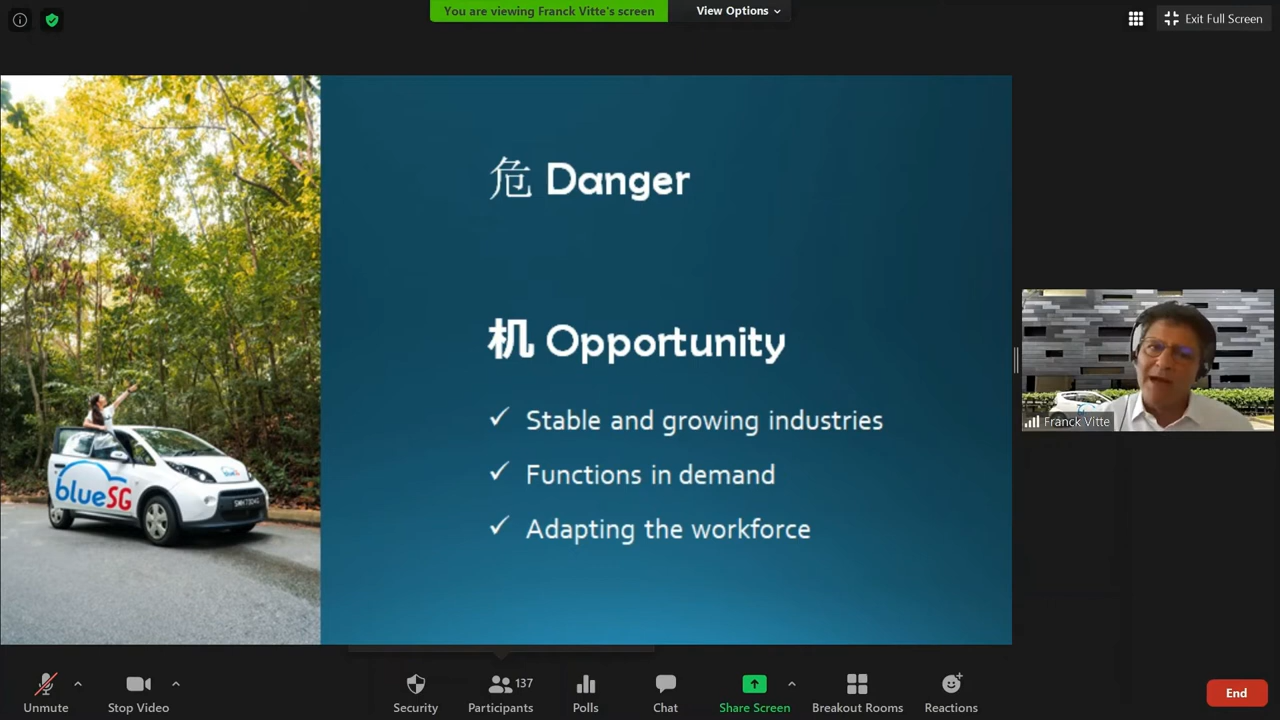 You are viewing Franck Vitte's screen
View Options
Exit Full Screen
危 Danger
机 Opportunity
✓ Stable and growing industries
✓ Functions in demand
✓ Adapting the workforce
blueSG
Franck Vitte
Unmute
Stop Video
Security
Participants
137
Polls
Chat
Share Screen
Breakout Rooms
Reactions
End